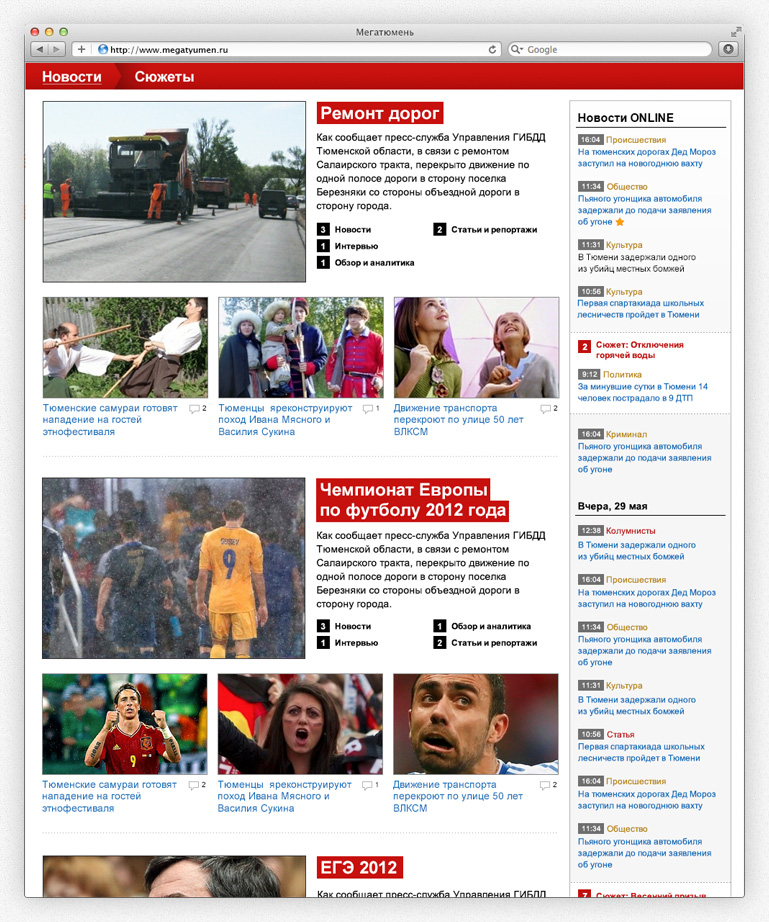 Мегатюмень
http://www.megatyumen.ru
Google
Новости
Сюжеты
Ремонт дорог
Как сообщает пресс-служба Управления ГИБДД
Тюменской области, в связи с ремонтом
Салаирского тракта, перекрыто движение по
одной полосе дороги в сторону поселка
Березняки со стороны объездной дороги в
сторону города.
3 Новости
2 Статьи и репортажи
1 Интервью
1 Обзор и аналитика
Тюменские самураи готовят
нападение на гостей
этнофестиваля
2
Тюменцы яреконструируют
поход Ивана Мясного и
Василия Сукина
1
Движение транспорта
перекроют по улице 50 лет
ВЛКСМ
2
Чемпионат Европы
по футболу 2012 года
Как сообщает пресс-служба Управления ГИБДД
Тюменской области, в связи с ремонтом
Салаирского тракта, перекрыто движение по
одной полосе дороги в сторону поселка
Березняки со стороны объездной дороги в
сторону города.
3 Новости
1 Обзор и аналитика
1 Интервью
2 Статьи и репортажи
7
9
9
Тюменские самураи готовят
нападение на гостей
этнофестиваля
2
Тюменцы яреконструируют
поход Ивана Мясного и
Василия Сукина
1
Движение транспорта
перекроют по улице 50 лет
ВЛКСМ
2
ЕГЭ 2012
Как сообщает пресс-служба Управления ГИБДД
Новости ONLINE
16:04 Происшествия
На тюменских дорогах Дед Мороз
заступил на новогоднюю вахту
11:34 Общество
Пьяного угонщика автомобиля
задержали до подачи заявления
об угоне
11:31 Культура
В Тюмени задержали одного
из убийц местных бомжей
10:56 Культура
Первая спартакиада школьных
лесничеств пройдет в Тюмени
2 Сюжет: Отключения
горячей воды
9:12 Политика
За минувшие сутки в Тюмени 14
человек пострадало в 9 ДТП
16:04 Криминал
Пьяного угонщика автомобиля
задержали до подачи заявления
об угоне
Вчера, 29 мая
12:38 Колумнисты
В Тюмени задержали одного
из убийц местных бомжей
16:04 Происшествия
На тюменских дорогах Дед Мороз
заступил на новогоднюю вахту
11:34 Общество
Пьяного угонщика автомобиля
задержали до подачи заявления
об угоне
11:31 Культура
В Тюмени задержали одного
из убийц местных бомжей
10:56 Статья
Первая спартакиада школьных
лесничеств пройдет в Тюмени
16:04 Происшествия
На тюменских дорогах Дед Мороз
заступил на новогоднюю вахту
11:34 Общество
Пьяного угонщика автомобиля
задержали до подачи заявления
об угоне
7 Сюжет: Весенний призыв